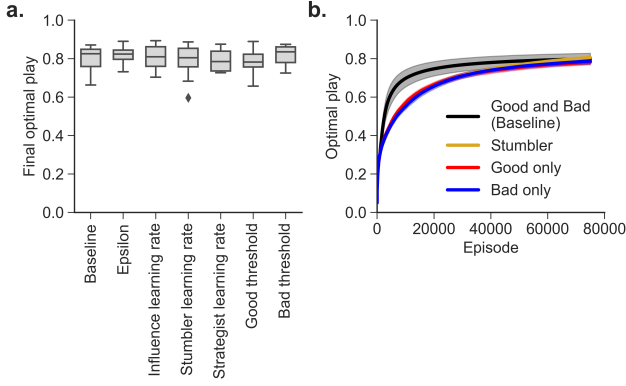 a.
Final optimal play
1.0
0.8
0.6
0.4
0.2
0.0
Baseline
Epsilon
Influence learning rate
Stumbler learning rate
Strategist learning rate
Good threshold
Bad threshold
b.
Optimal play
1.0
0.8
0.6
0.4
0.2
0.0
Good and Bad
(Baseline)
Stumbler
Good only
Bad only
0
20000
40000
60000
80000
Episode